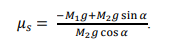 μₛ = (−M₁g+M₂g sin α)/(M₂g cos α).